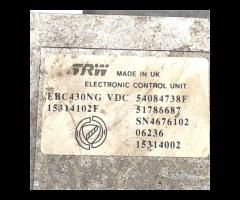 TRW MADE IN UK
ELECTRONIC CONTROL UNIT
EBC430NG VDC 54084738F
15314102F 51786687
SN4676102
06236
15314002